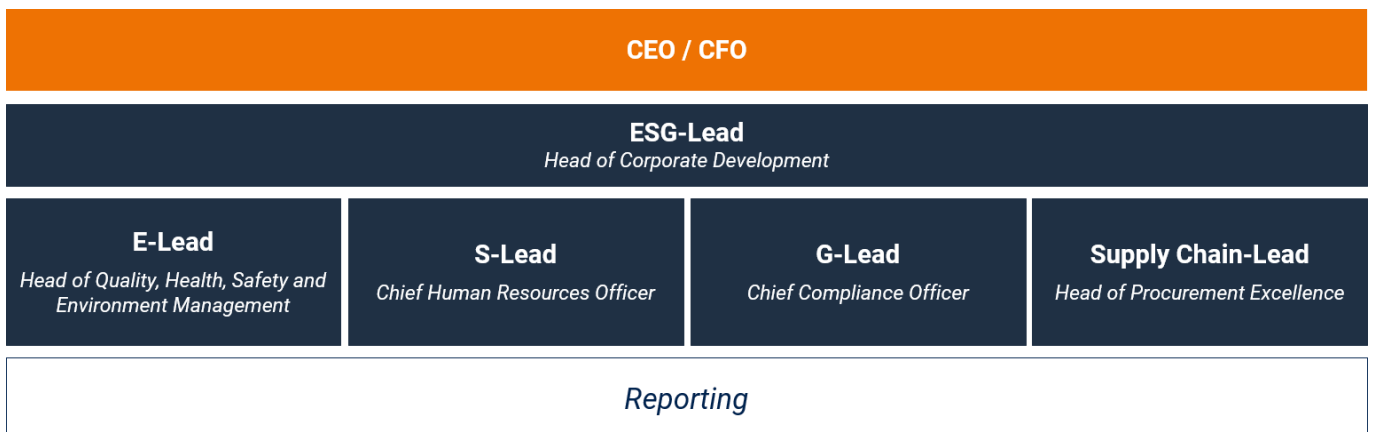 CEO / CFO
ESG-Lead
Head of Corporate Development
E-Lead
Head of Quality, Health, Safety and
Environment Management
S-Lead
Chief Human Resources Officer
G-Lead
Chief Compliance Officer
Supply Chain-Lead
Head of Procurement Excellence
Reporting